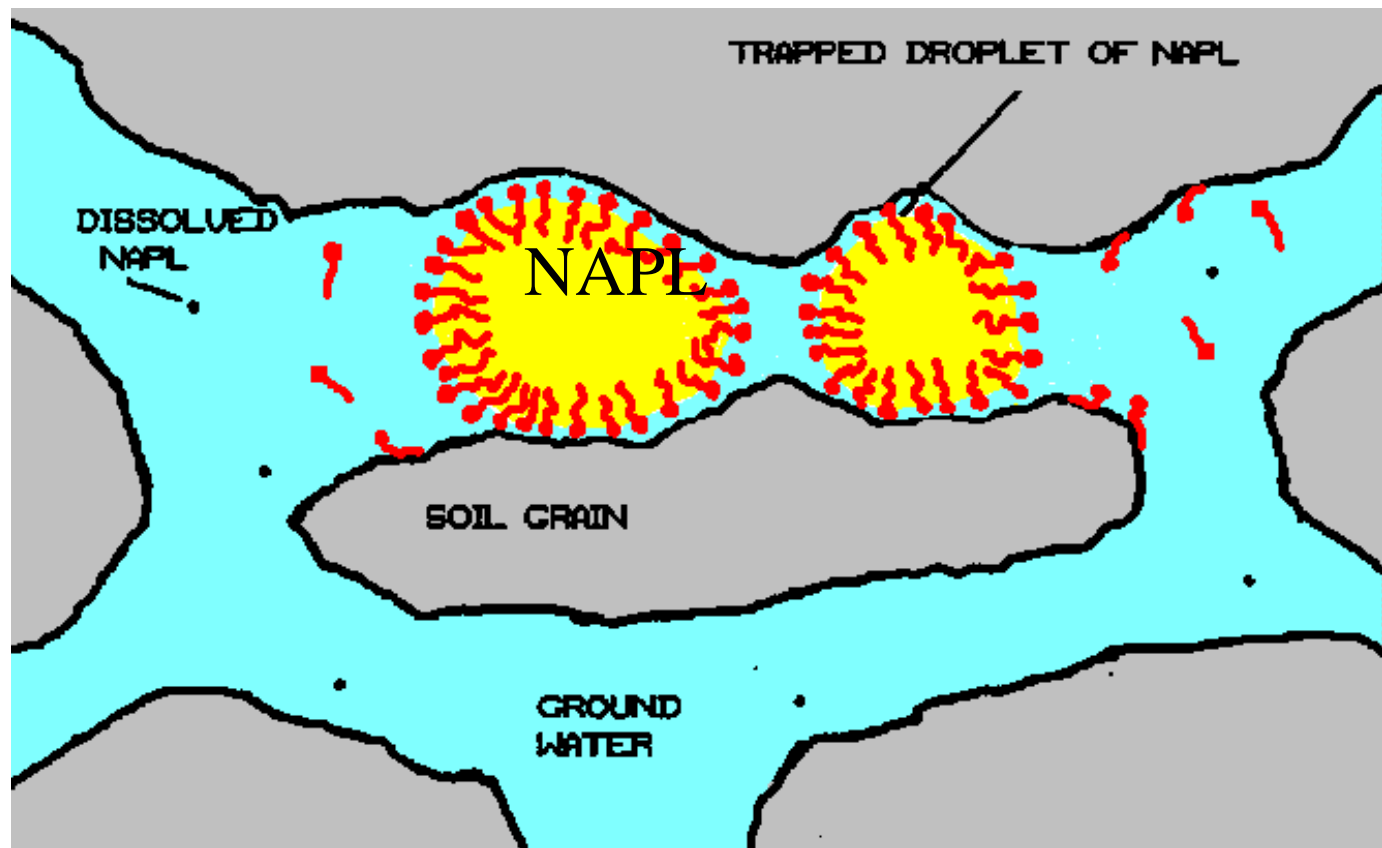 TRAPPED DROPLET OF NAPL
DISSOLVED
NAPL
NAPL
SOIL GRAIN
GROUND
WATER